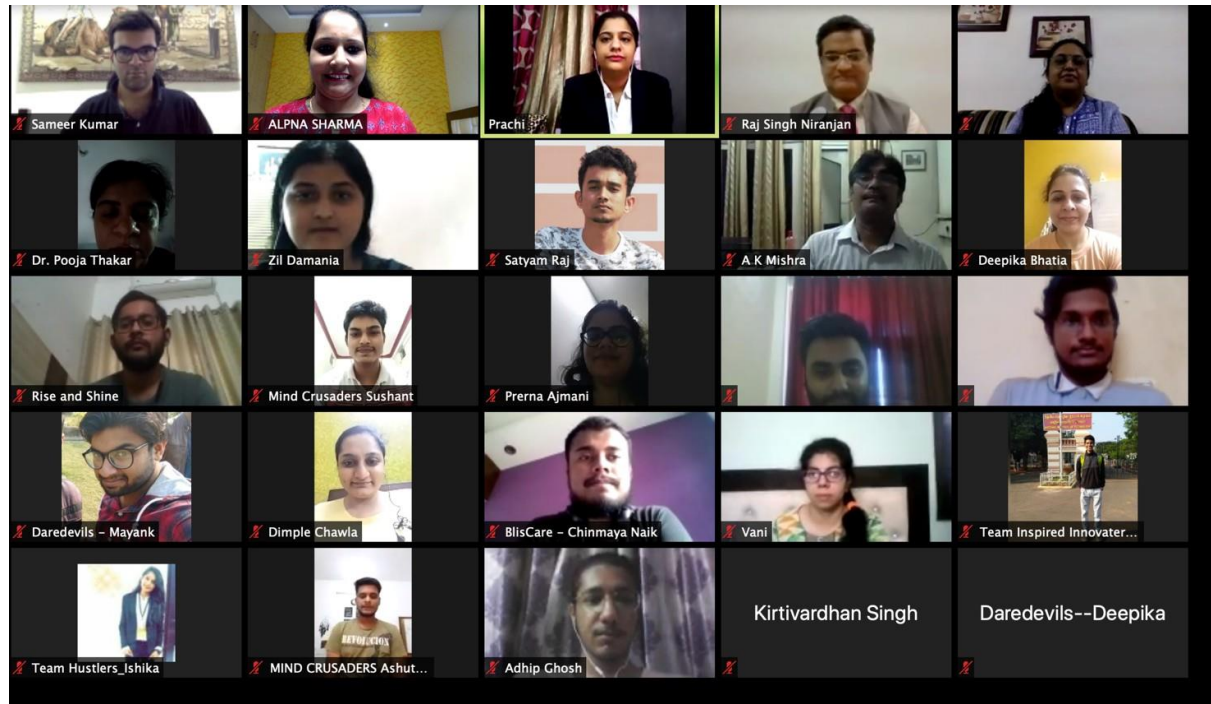 Sameer Kumar
ALPNA SHARMA
Prachi
Raj Singh Niranjan
Dr. Pooja Thakar
Zil Damania
Satyam Raj
A K Mishra
Deepika Bhatia
Rise and Shine
Mind Crusaders Sushant
Prerna Ajmani
Daredevils - Mayank
Dimple Chawla
BlisCare - Chinmaya Naik
Vani
Team Inspired Innovater...
REVOLUCION
Team Hustlers_Ishika
MIND CRUSADERS Ashut...
Adhip Ghosh
Kirtivardhan Singh
Daredevils--Deepika